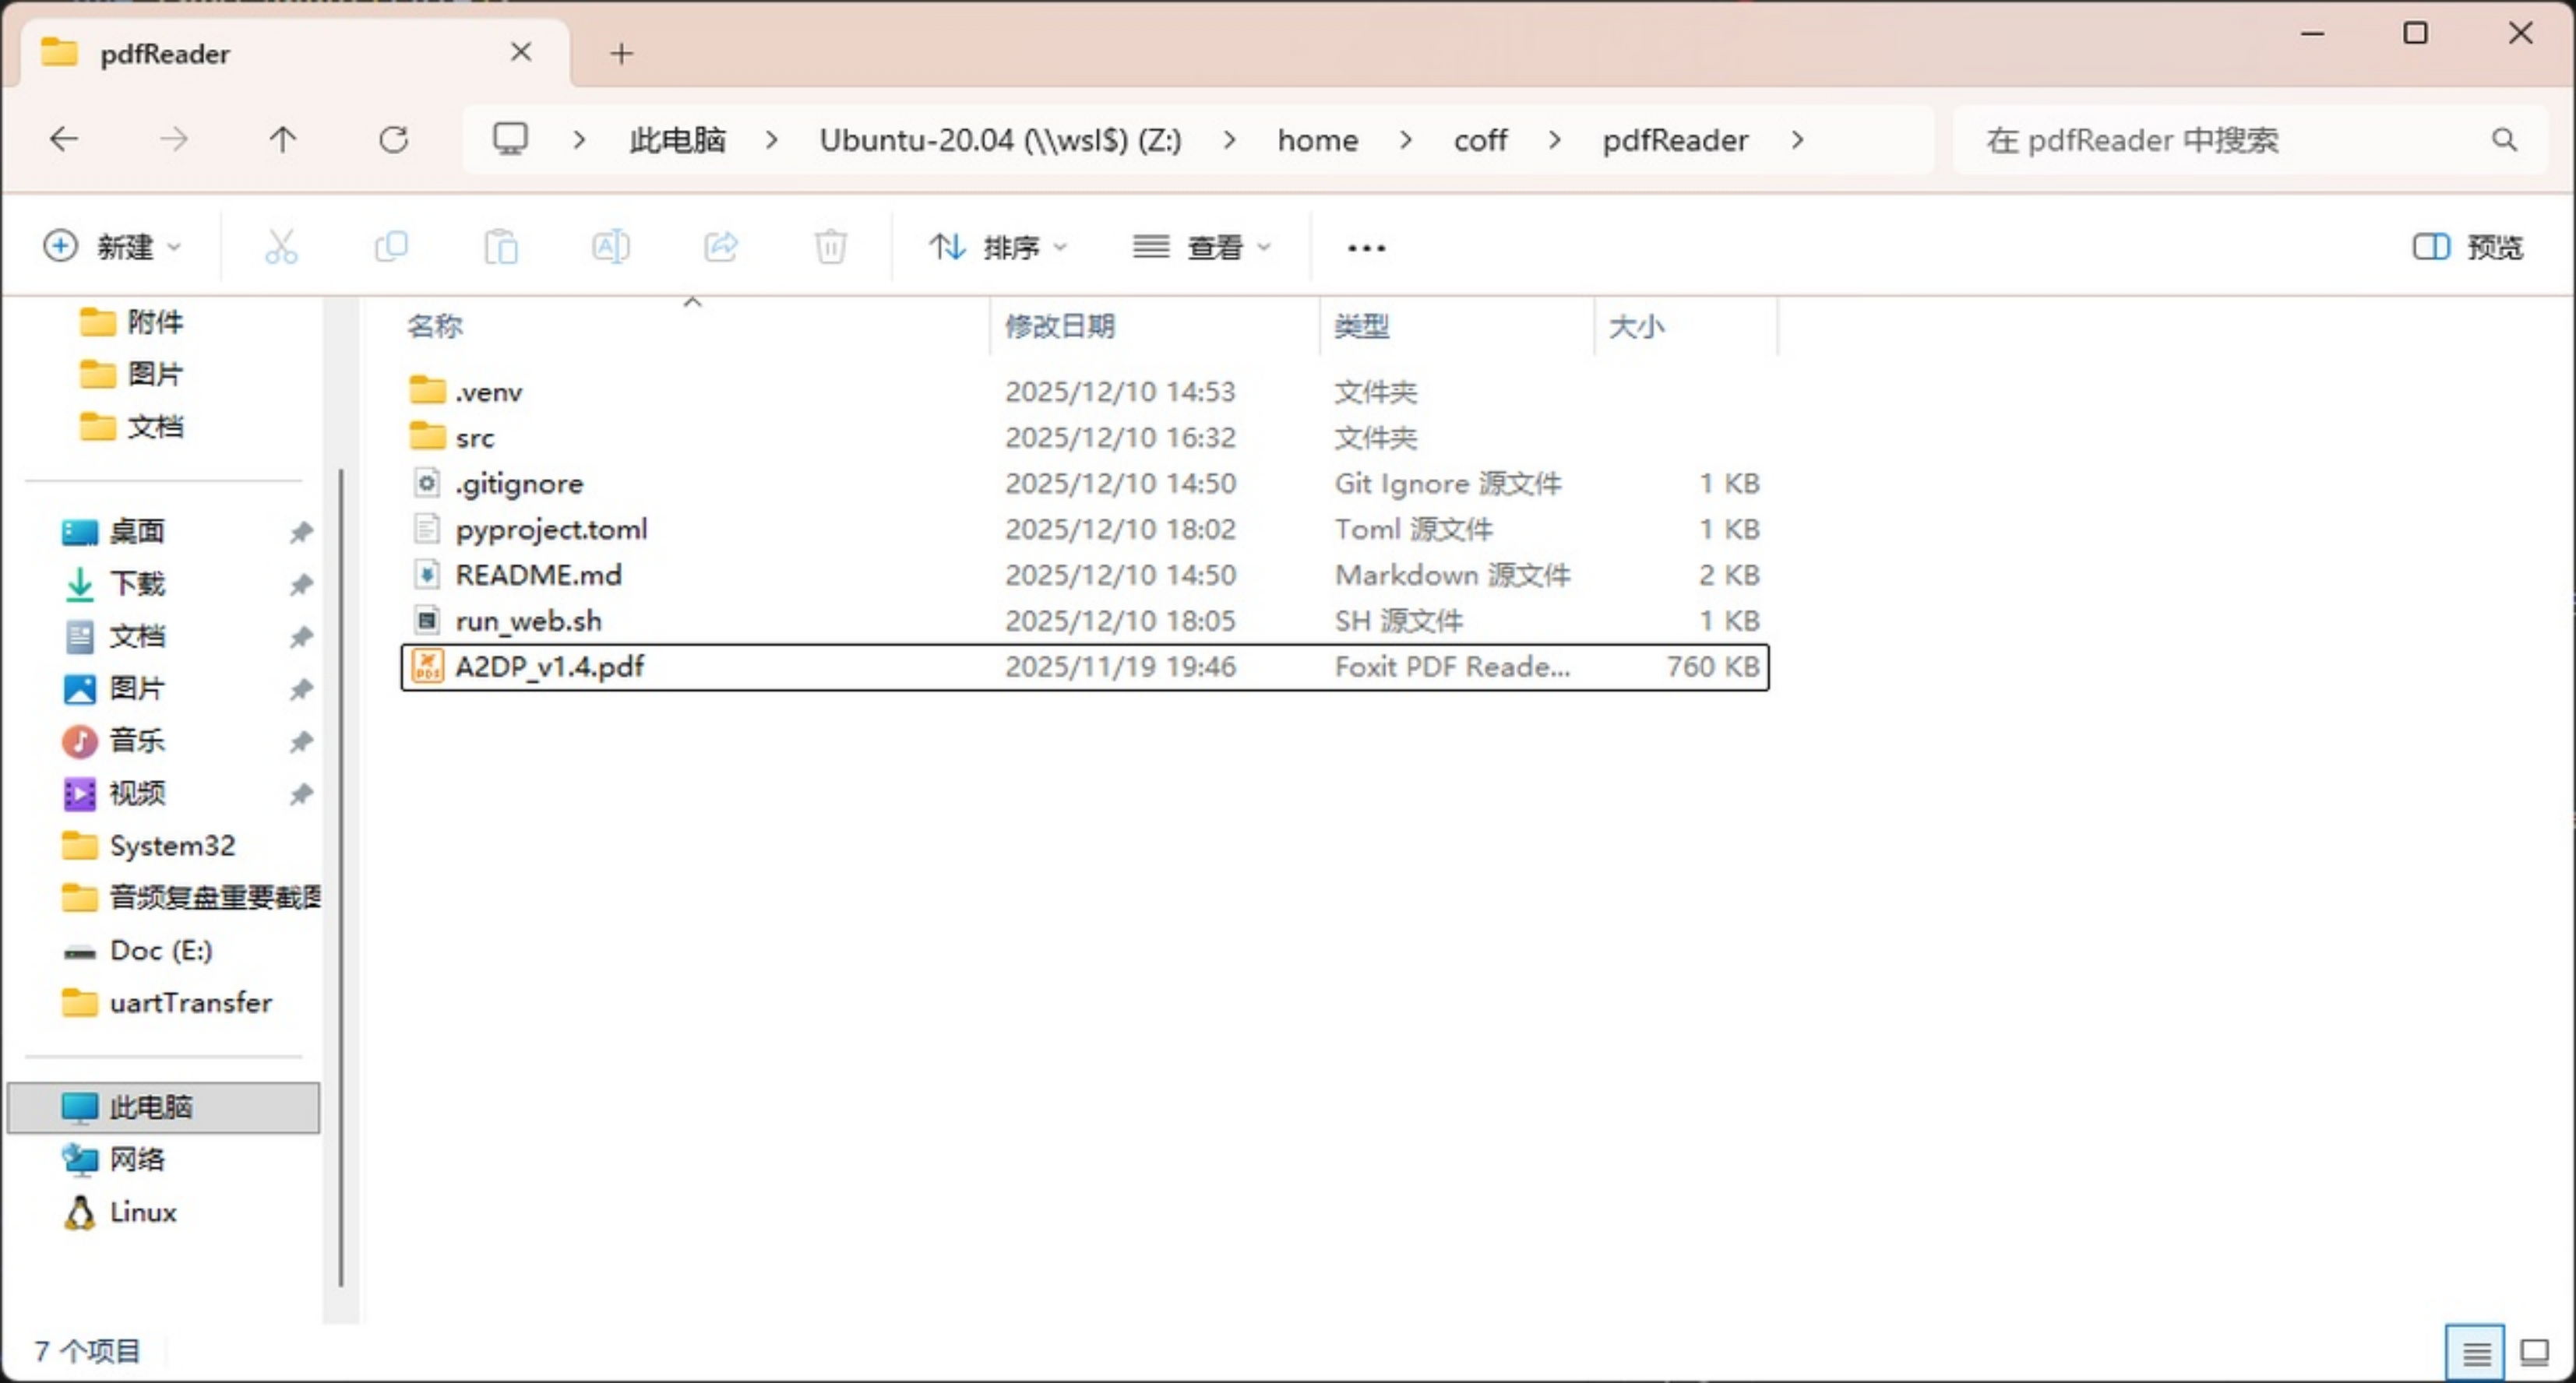 pdfReader
此电脑 > Ubuntu-20.04 (\\wsl$) (Z:) > home > coff > pdfReader >
在 pdfReader 中搜索
新建
排序
查看
预览
附件
图片
文档
桌面
下载
文档
图片
音乐
视频
System32
音频复盘重要截图
Doc (E:)
uartTransfer
此电脑
网络
Linux
名称 修改日期 类型 大小
.venv 2025/12/10 14:53 文件夹
src 2025/12/10 16:32 文件夹
.gitignore 2025/12/10 14:50 Git Ignore 源文件 1 KB
pyproject.toml 2025/12/10 18:02 Toml 源文件 1 KB
README.md 2025/12/10 14:50 Markdown 源文件 2 KB
run_web.sh 2025/12/10 18:05 SH 源文件 1 KB
A2DP_v1.4.pdf 2025/11/19 19:46 Foxit PDF Reade... 760 KB
7 个项目